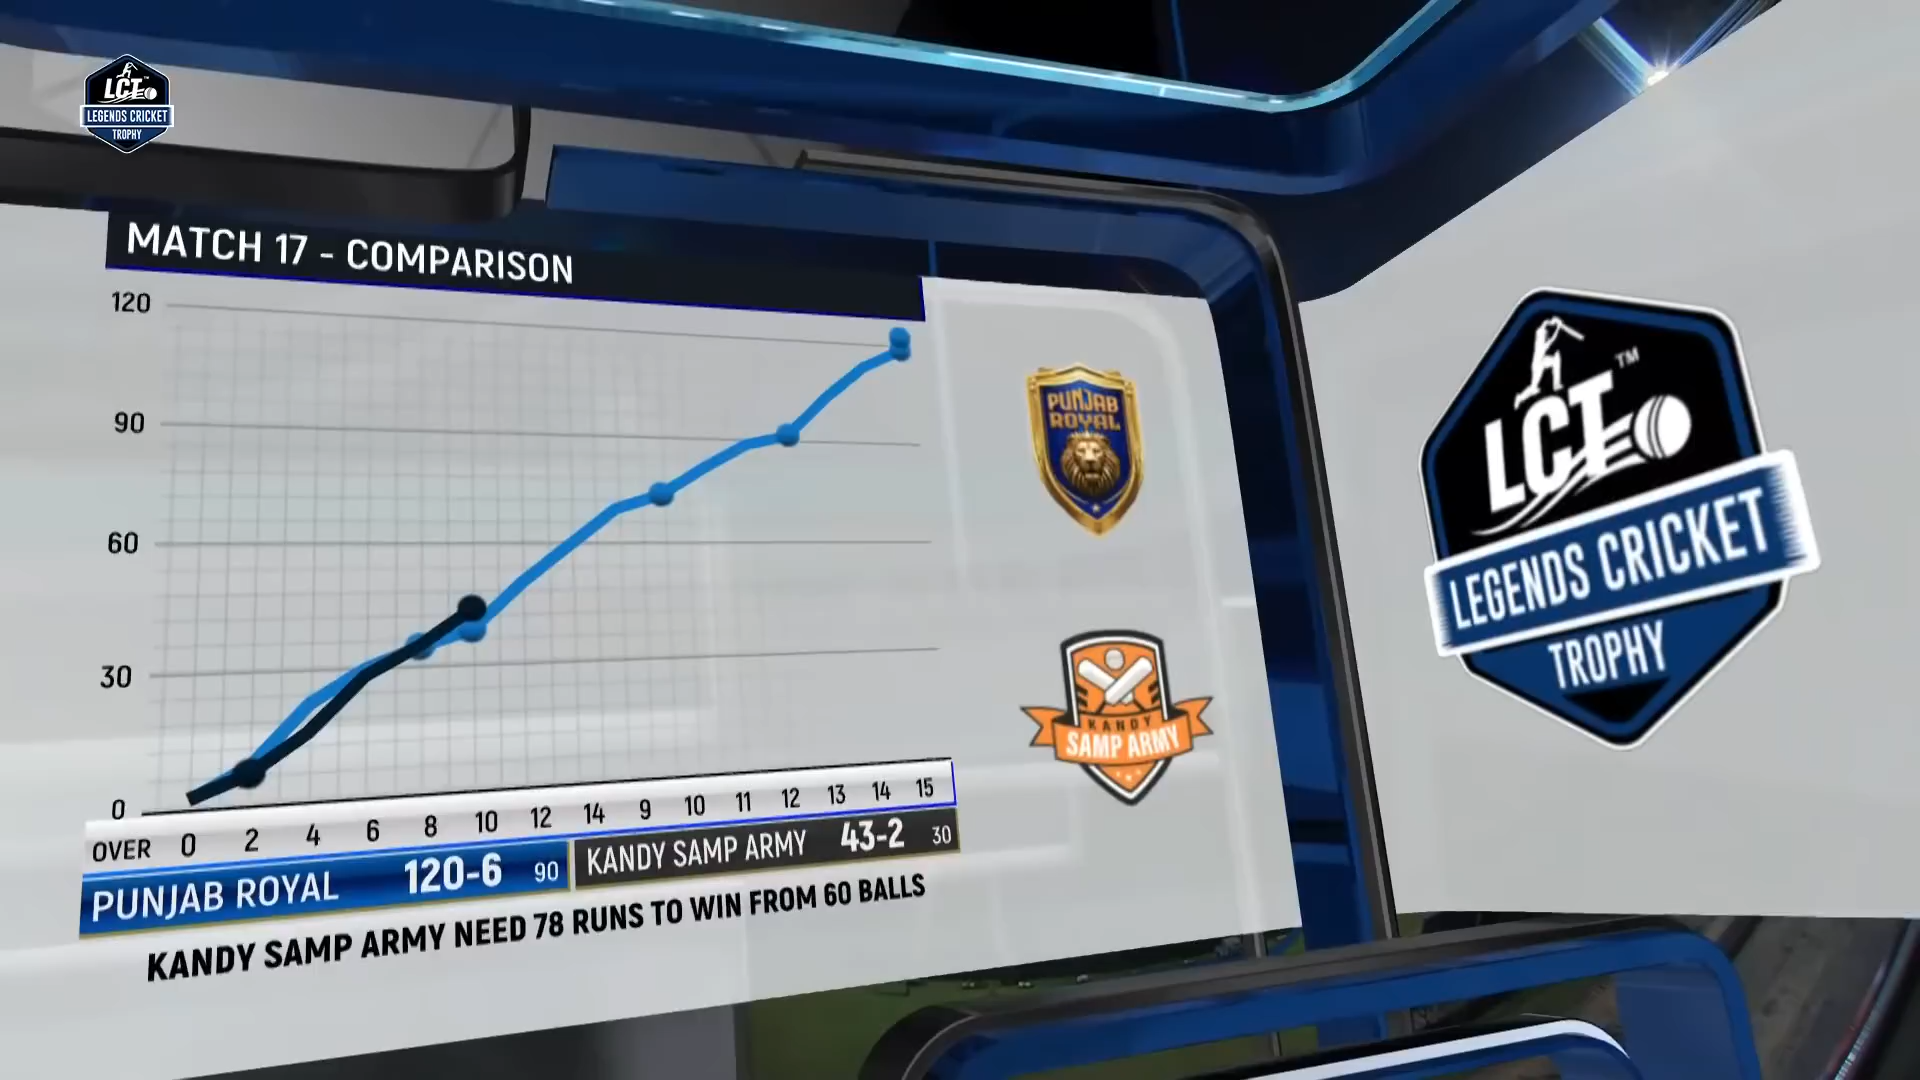 LCT™
LEGENDS CRICKET
TROPHY
MATCH 17 - COMPARISON
120
90
60
30
0
OVER 0 2 4 6 8 10 12 14 9 10 11 12 13 14 15
PUNJAB ROYAL 120-6 90 KANDY SAMP ARMY 43-2 30
KANDY SAMP ARMY NEED 78 RUNS TO WIN FROM 60 BALLS
PUNJAB
ROYAL
KANDY
SAMP ARMY
LCT™
LEGENDS CRICKET
TROPHY